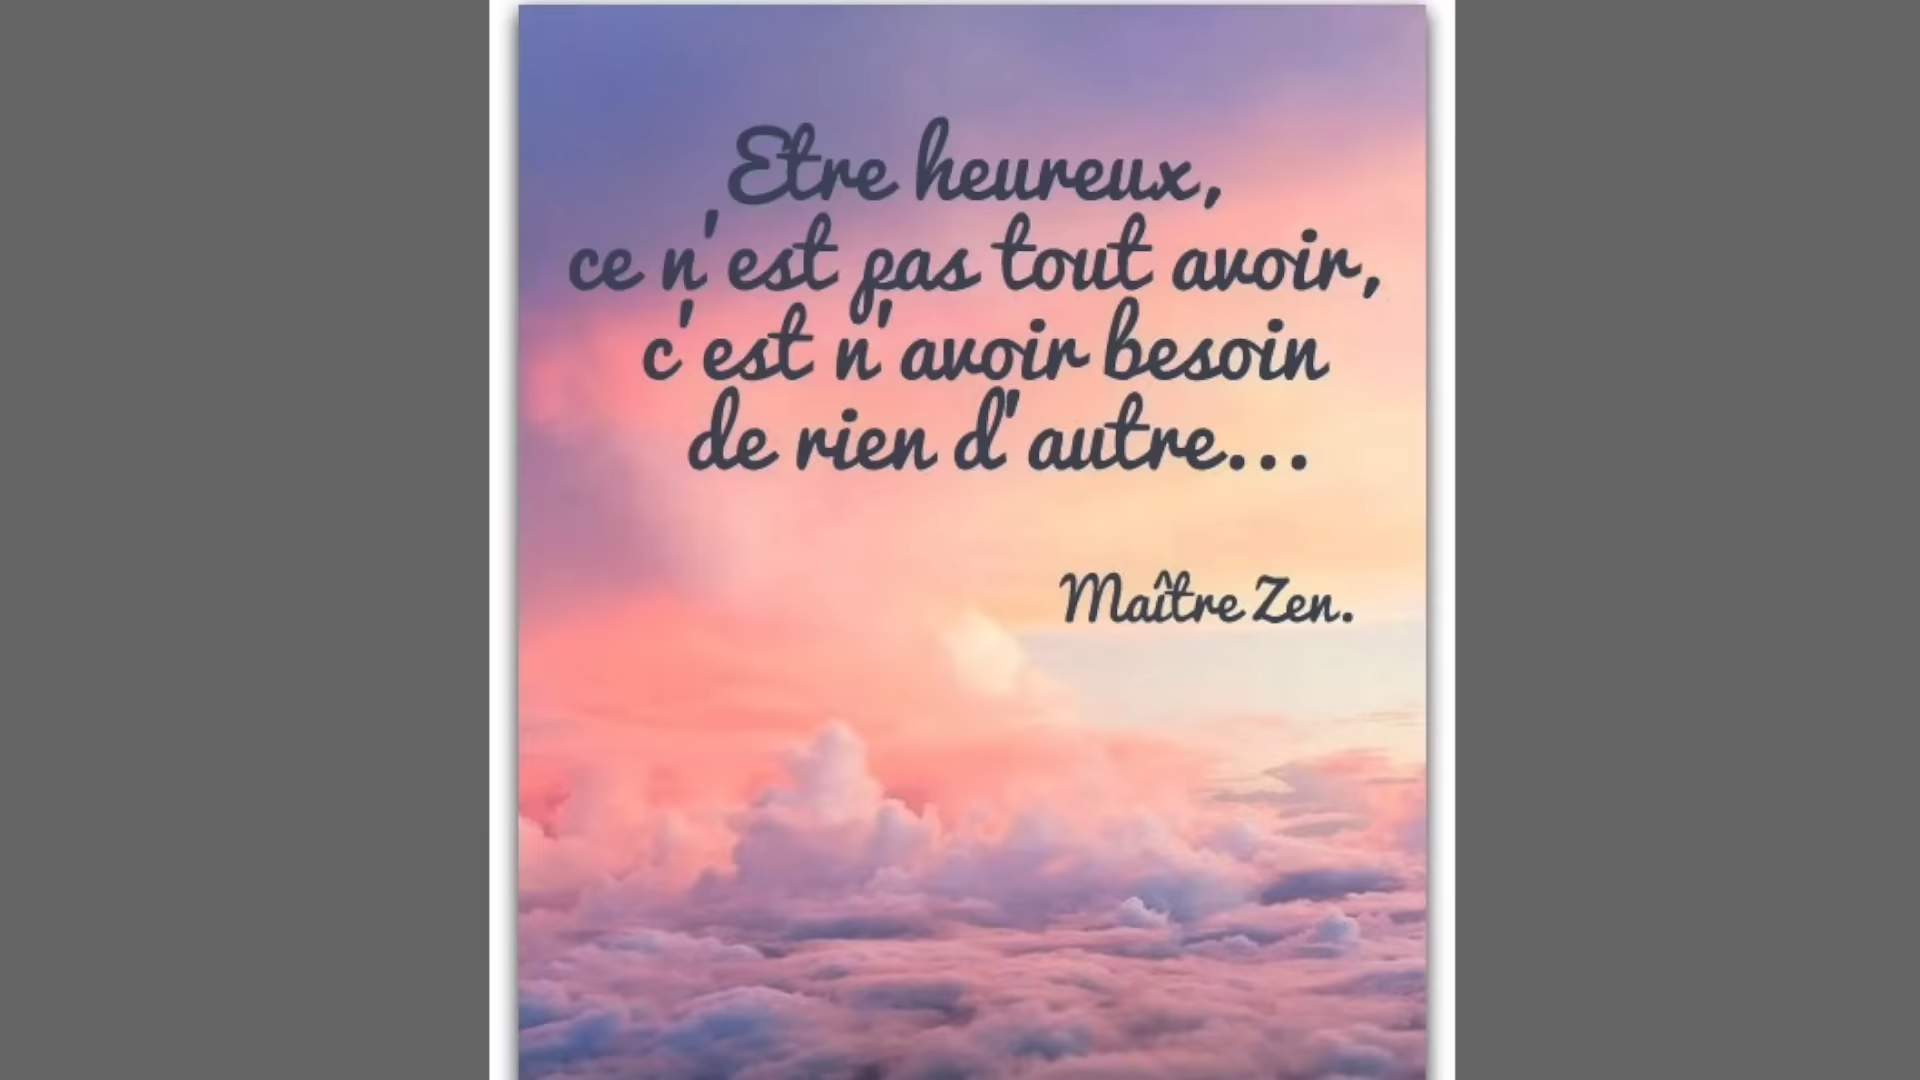 Etre heureux,
ce n'est pas tout avoir,
c'est n'avoir besoin
de rien d'autre...
Maître Zen.